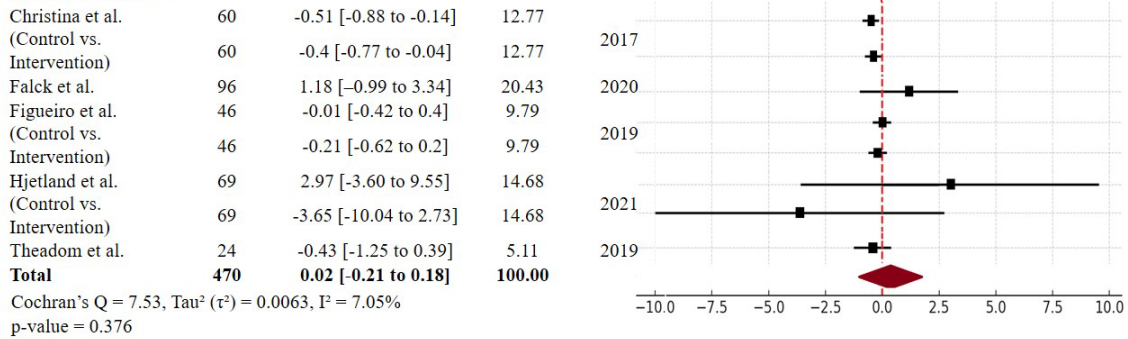 Christina et al. 60 -0.51 [-0.88 to -0.14] 12.77
(Control vs.
Intervention) 60 -0.4 [-0.77 to -0.04] 12.77
2017
Falck et al. 96 1.18 [–0.99 to 3.34] 20.43
2020
Figueiro et al. 46 -0.01 [-0.42 to 0.4] 9.79
(Control vs.
Intervention) 46 -0.21 [-0.62 to 0.2] 9.79
2019
Hjetland et al. 69 2.97 [-3.60 to 9.55] 14.68
(Control vs.
Intervention) 69 -3.65 [-10.04 to 2.73] 14.68
2021
Theadom et al. 24 -0.43 [-1.25 to 0.39] 5.11
2019
Total 470 0.02 [-0.21 to 0.18] 100.00
Cochran’s Q = 7.53, Tau² (τ²) = 0.0063, I² = 7.05%
p-value = 0.376
−10.0 −7.5 −5.0 −2.5 0.0 2.5 5.0 7.5 10.0